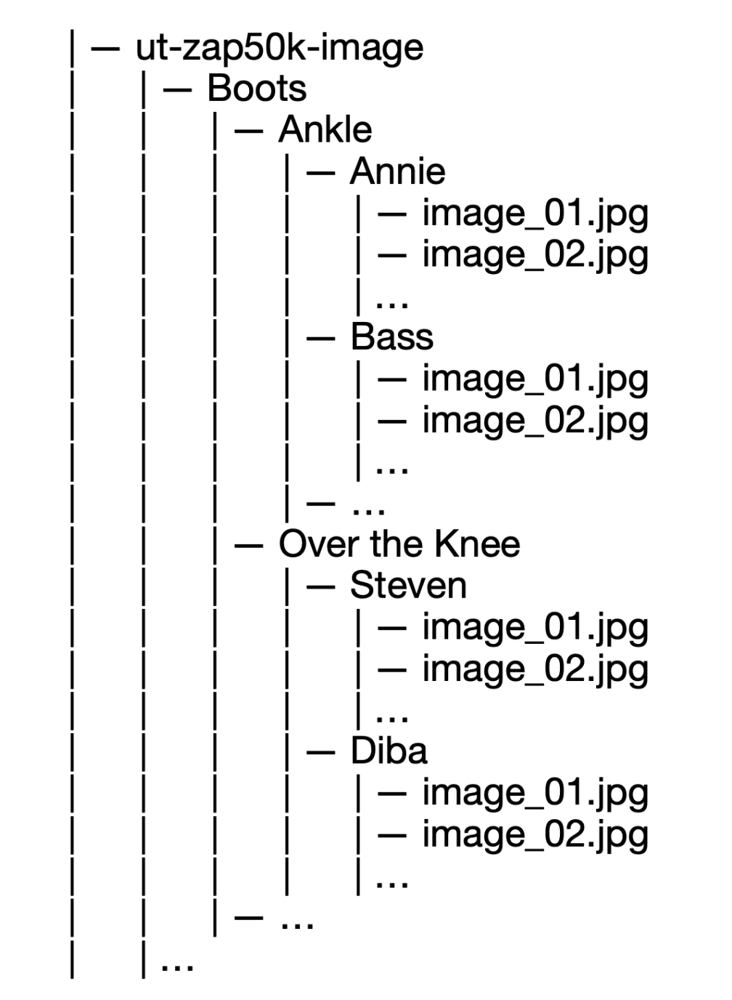 | — ut-zap50k-image
| | — Boots
| | | — Ankle
| | | | — Annie
| | | | | — image_01.jpg
| | | | | — image_02.jpg
| | | | | ...
| | | | — Bass
| | | | | — image_01.jpg
| | | | | — image_02.jpg
| | | | | ...
| | | | — ...
| | | — Over the Knee
| | | | — Steven
| | | | | — image_01.jpg
| | | | | — image_02.jpg
| | | | | ...
| | | | — Diba
| | | | | — image_01.jpg
| | | | | — image_02.jpg
| | | | | ...
| | | — ...
| | ...